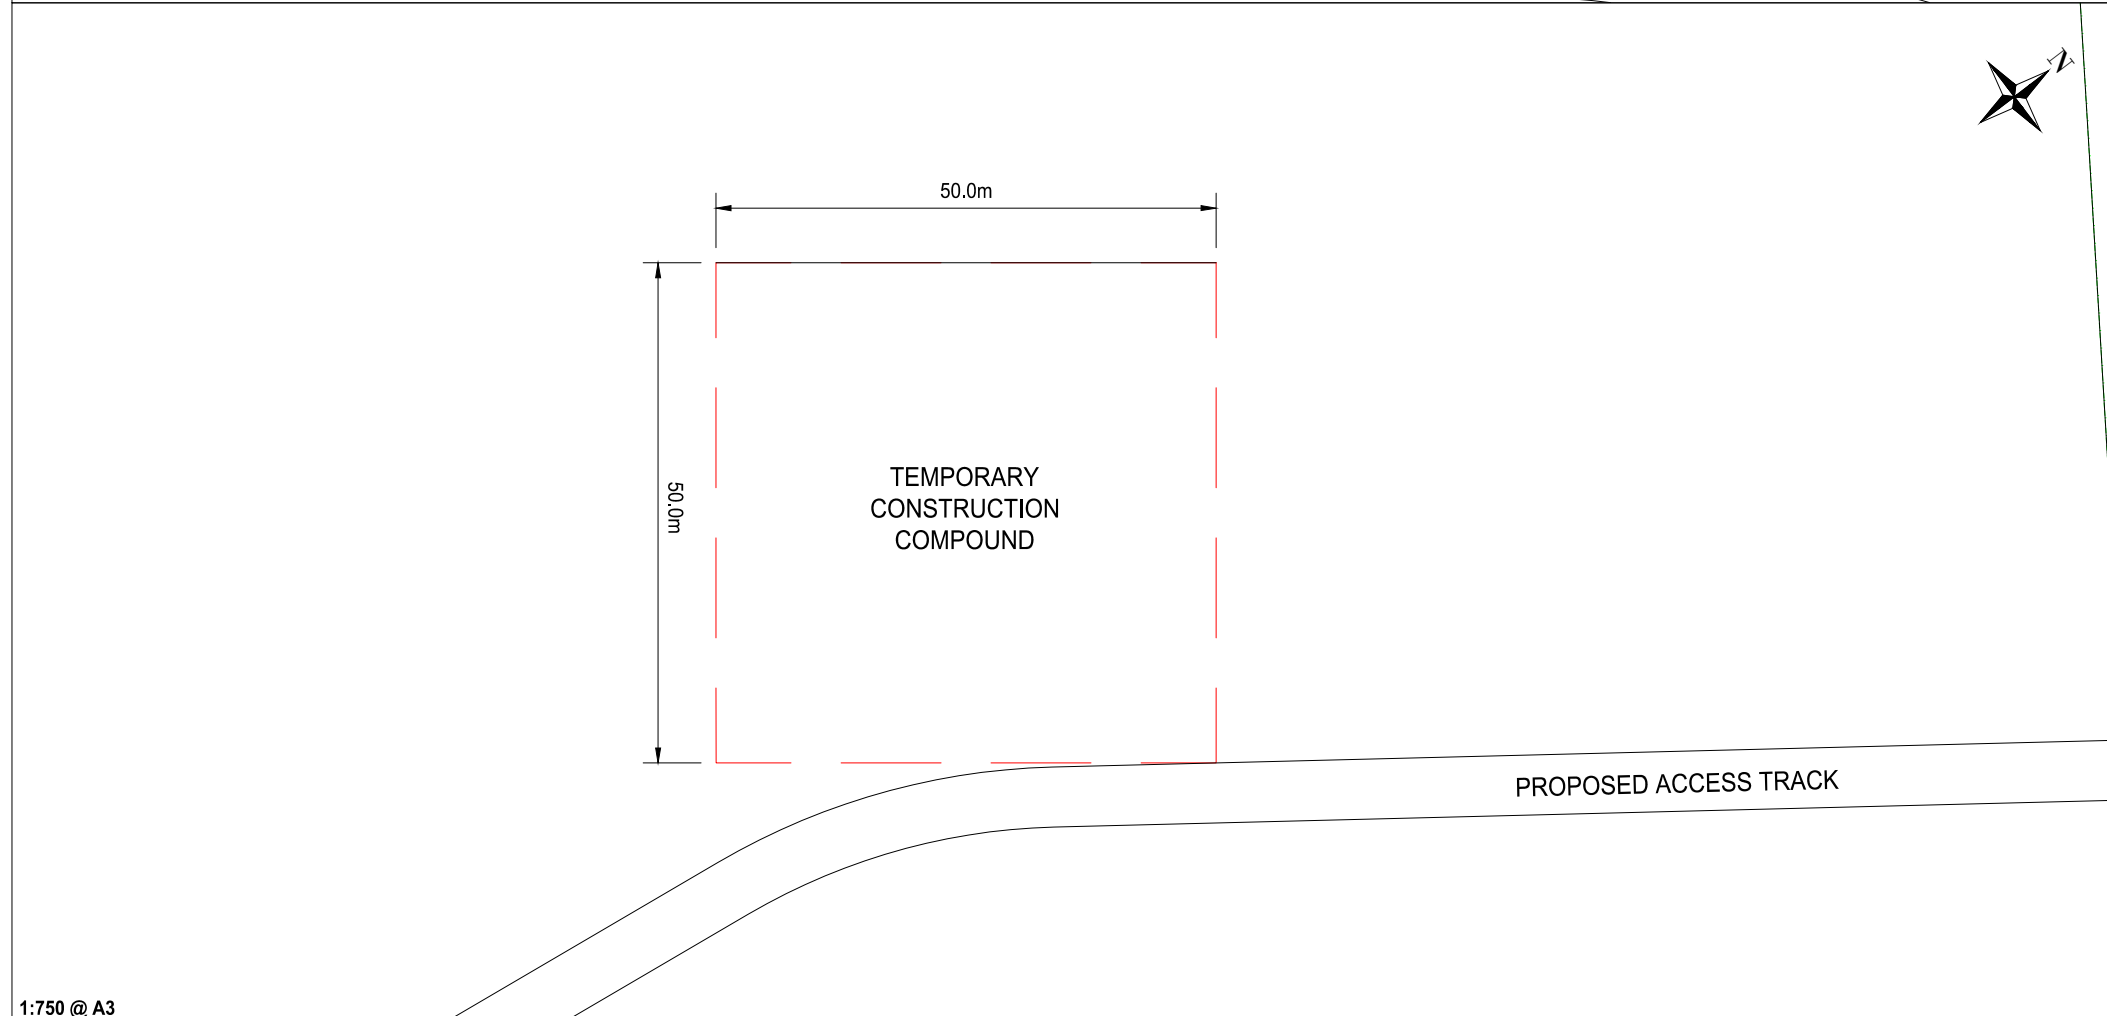 N
50.0m
50.0m
TEMPORARY
CONSTRUCTION
COMPOUND
PROPOSED ACCESS TRACK
1:750 @ A3